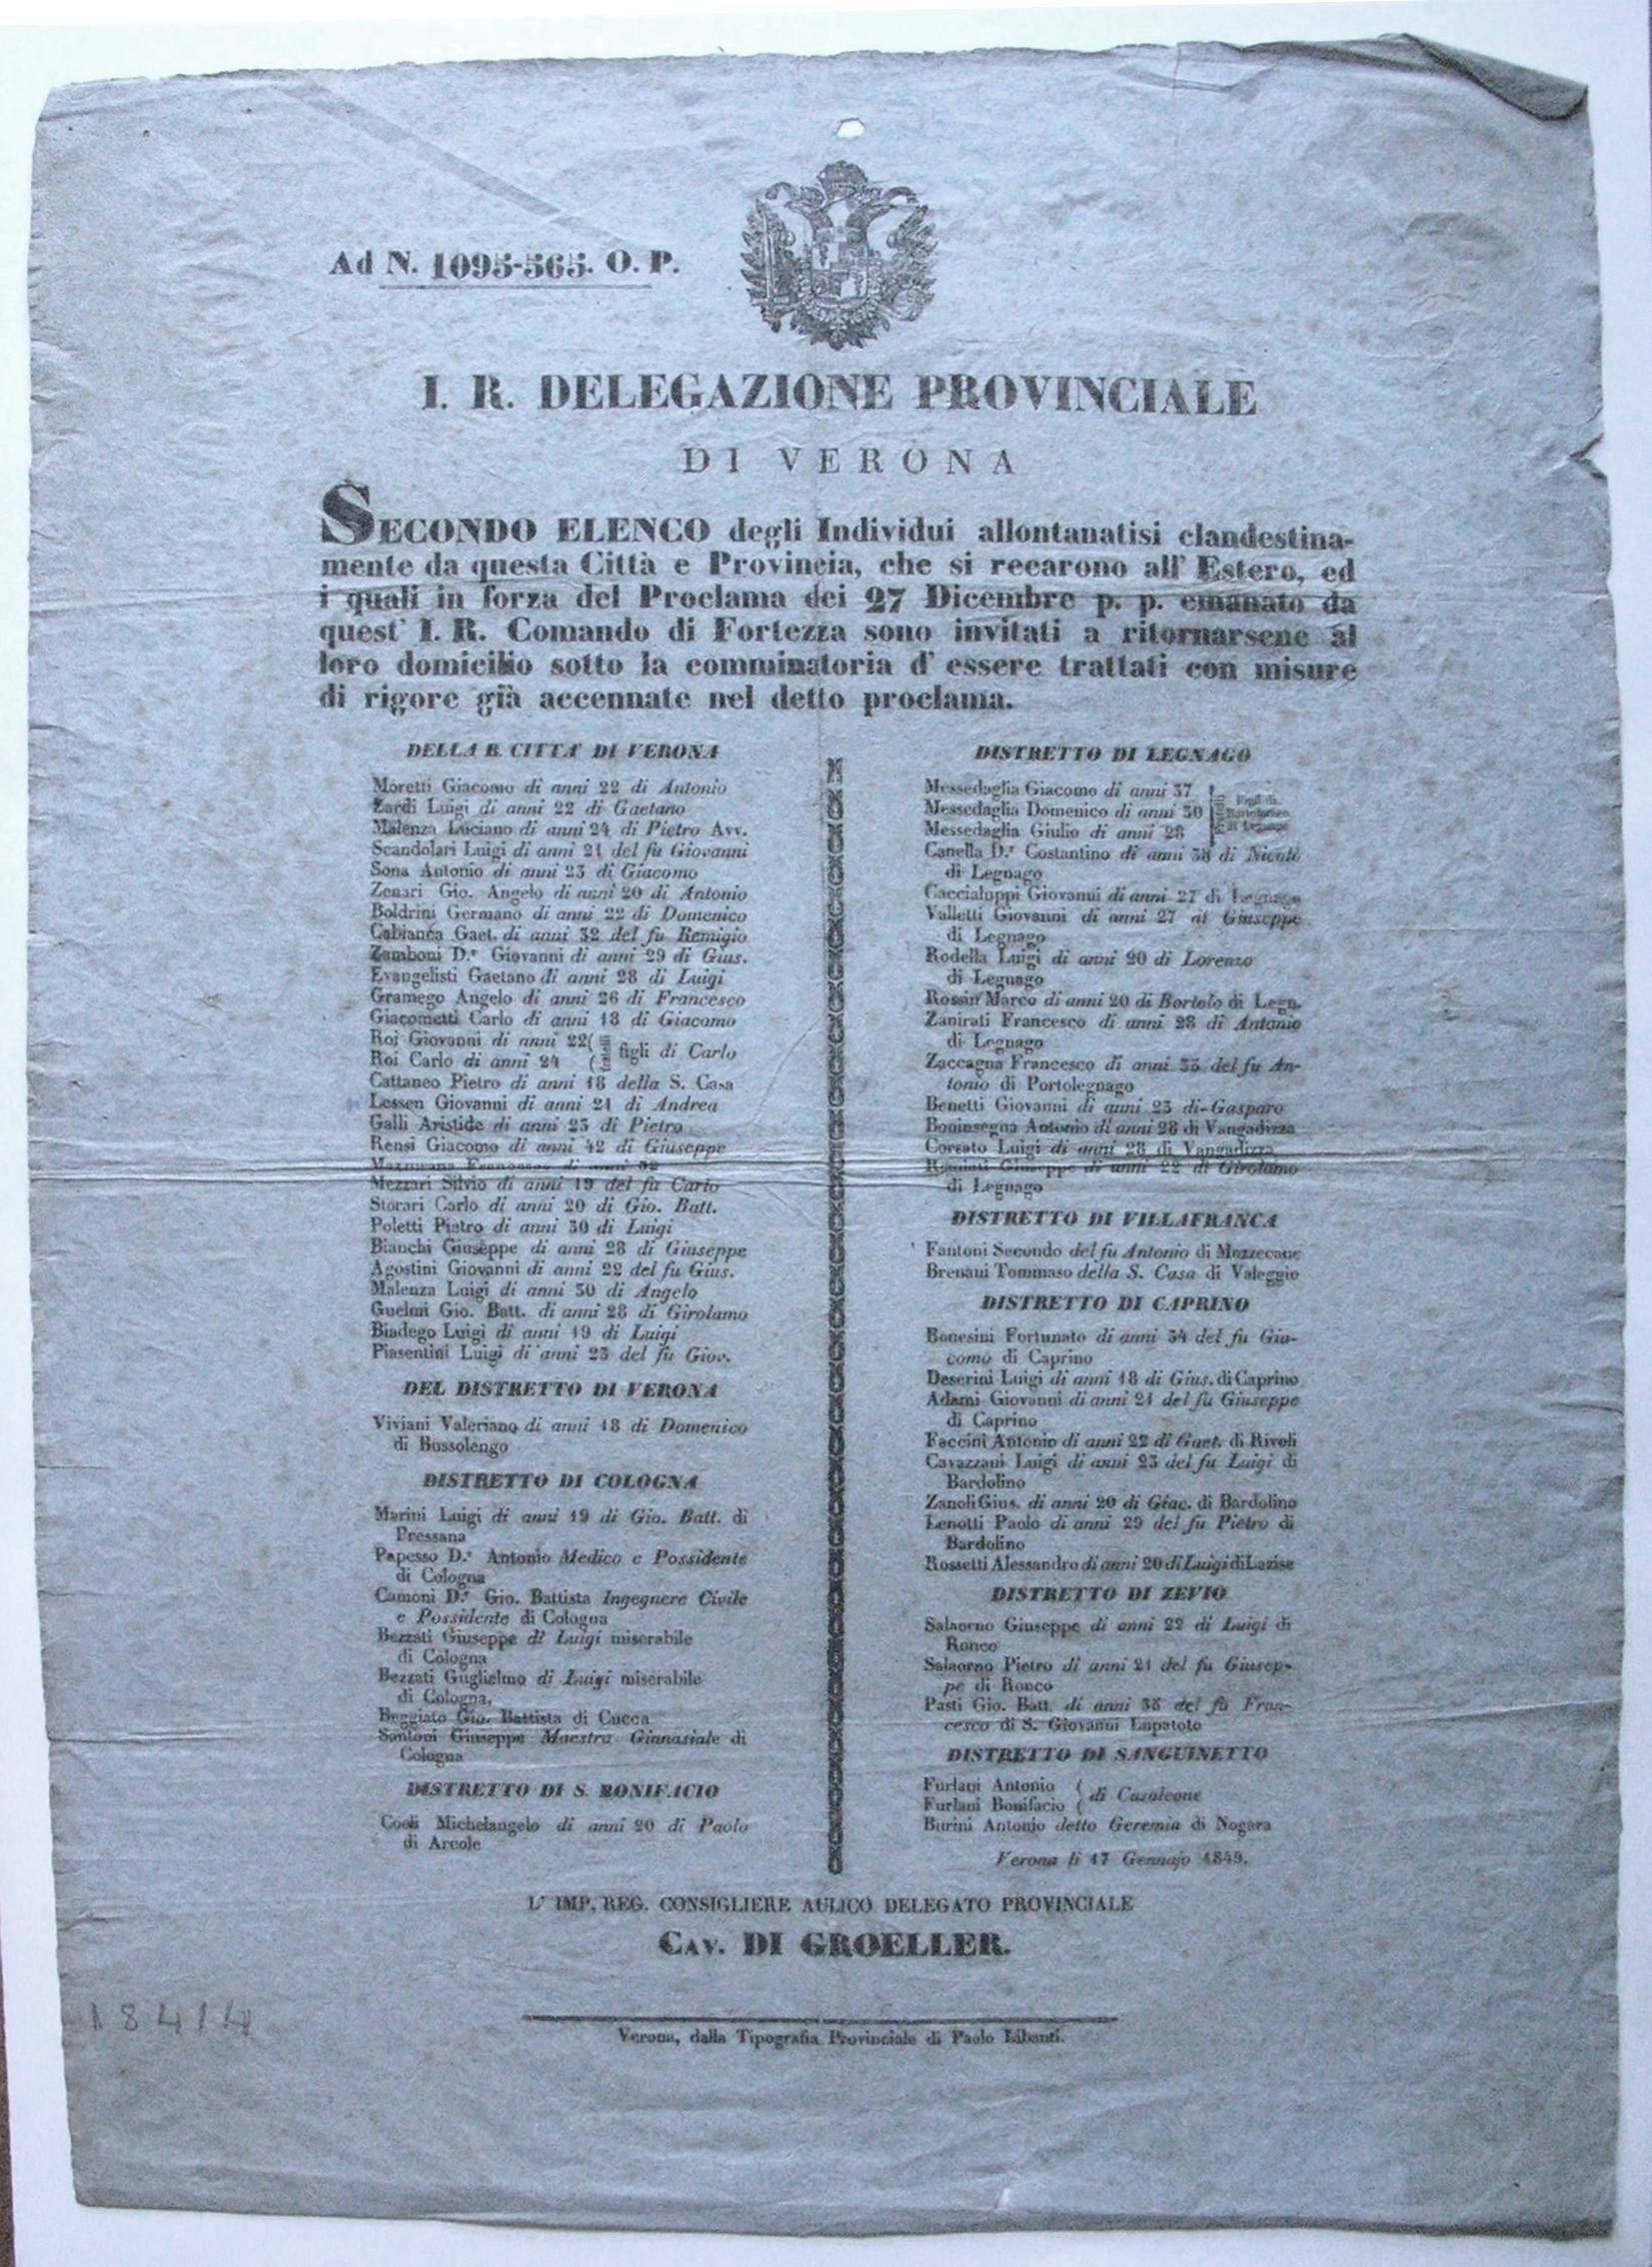 Ad N. 1095-565. O. P.
I. R. DELEGAZIONE PROVINCIALE
DI VERONA
SECONDO ELENCO degli Individui allontanatisi clandestina-
mente da questa Città e Provincia, che si recarono all' Estero, ed
i quali in forza del Proclama dei 27 Dicembre p. p. emanato da
quest' I. R. Comando di Fortezza sono invitati a ritornarsene al
loro domicilio sotto la comminatoria d' essere trattati con misure
di rigore già accennate nel detto proclama.
DELLA R. CITTA' DI VERONA
Moretti Giacomo di anni 22 di Antonio
Zardi Luigi di anni 22 di Gaetano
Malenza Luciano di anni 24 di Pietro Avv.
Scandolari Luigi di anni 21 del fu Giovanni
Sona Antonio di anni 23 di Giacomo
Zenari Gio. Angelo di anni 20 di Antonio
Boldrini Germano di anni 22 di Domenico
Cabianca Gaet. di anni 32 del fu Remigio
Zamboni D.r Giovanni di anni 29 di Gius.
Evangelisti Gaetano di anni 28 di Luigi
Gramego Angelo di anni 26 di Francesco
Giacometti Carlo di anni 18 di Giacomo
Roi Giovanni di anni 22
Roi Carlo di anni 24 figli di Carlo
Cattaneo Pietro di anni 18 della S. Casa
Lessen Giovanni di anni 21 di Andrea
Galli Aristide di anni 23 di Pietro
Rensi Giacomo di anni 42 di Giuseppe
di anni
Mezzari Silvio di anni 19 del fu Carlo
Storari Carlo di anni 20 di Gio. Batt.
Poletti Pietro di anni 30 di Luigi
Bianchi Giuseppe di anni 28 di Giuseppe
Agostini Giovanni di anni 22 del fu Gius.
Malenza Luigi di anni 30 di Angelo
Guelmi Gio. Batt. di anni 28 di Girolamo
Biadego Luigi di anni 19 di Luigi
Piasentini Luigi di anni 23 del fu Giov.
DEL DISTRETTO DI VERONA
Viviani Valeriano di anni 18 di Domenico
di Bussolengo
DISTRETTO DI COLOGNA
Marini Luigi di anni 19 di Gio. Batt. di
Pressana
Papesso D.r Antonio Medico e Possidente
di Cologna
Camoni D.r Gio. Battista Ingegnere Civile
e Possidente di Cologna
Bezzati Giuseppe di Luigi miserabile
di Cologna
Bezzati Guglielmo di Luigi miserabile
di Cologna,
Beggiato Gio. Battista di Cucca
Santoni Giuseppe Maestro Ginnasiale di
Cologna
DISTRETTO DI S. BONIFACIO
Codi Michelangelo di anni 20 di Paolo
di Arcole
DISTRETTO DI LEGNAGO
Messedaglia Giacomo di anni 37
Messedaglia Domenico di anni 30
Messedaglia Giulio di anni 28
Canella D.r Costantino di anni 38 di Nicolò
di Legnago
Caccialuppi Giovanni di anni 27 di Legnago
Valletti Giovanni di anni 27 di Giuseppe
di Legnago
Rodella Luigi di anni 20 di Lorenzo
di Legnago
Rossin Marco di anni 20 di Bortolo di Legn.
Zanirati Francesco di anni 28 di Antonio
di Legnago
Zaccagna Francesco di anni 35 del fu An-
tonio di Portolegnago
Benetti Giovanni di anni 23 di Gasparo
Boninsegna Antonio di anni 28 di Vangadizza
Corsato Luigi di anni 28 di Vangadizza
Giuseppe di anni 22 di Girolamo
di Legnago
DISTRETTO DI VILLAFRANCA
Fantoni Secondo del fu Antonio di Mozzecane
Brenani Tommaso della S. Casa di Valeggio
DISTRETTO DI CAPRINO
Bonesini Fortunato di anni 34 del fu Gia-
como di Caprino
Deserini Luigi di anni 18 di Gius. di Caprino
Adami Giovanni di anni 21 del fu Giuseppe
di Caprino
Faccini Antonio di anni 22 di Gaet. di Rivoli
Cavazzani Luigi di anni 23 del fu Luigi di
Bardolino
Zanoli Gius. di anni 20 di Giac. di Bardolino
Lenotti Paolo di anni 29 del fu Pietro di
Bardolino
Rossetti Alessandro di anni 20 di Luigi di Lazise
DISTRETTO DI ZEVIO
Salaorno Giuseppe di anni 22 di Luigi di
Ronco
Salaorno Pietro di anni 21 del fu Giusep-
pe di Ronco
Pasti Gio. Batt. di anni 36 del fu Fran-
cesco di S. Giovanni Lupatoto
DISTRETTO DI SANGUINETTO
Furlani Antonio
Furlani Bonifacio di Casaleone
Burini Antonio detto Geremia di Nogara
Verona li 17 Gennajo 1849.
L' IMP. REG. CONSIGLIERE AULICO DELEGATO PROVINCIALE
CAV. DI GROELLER.
18414
Verona, dalla Tipografia Provinciale di Paolo Libanti.